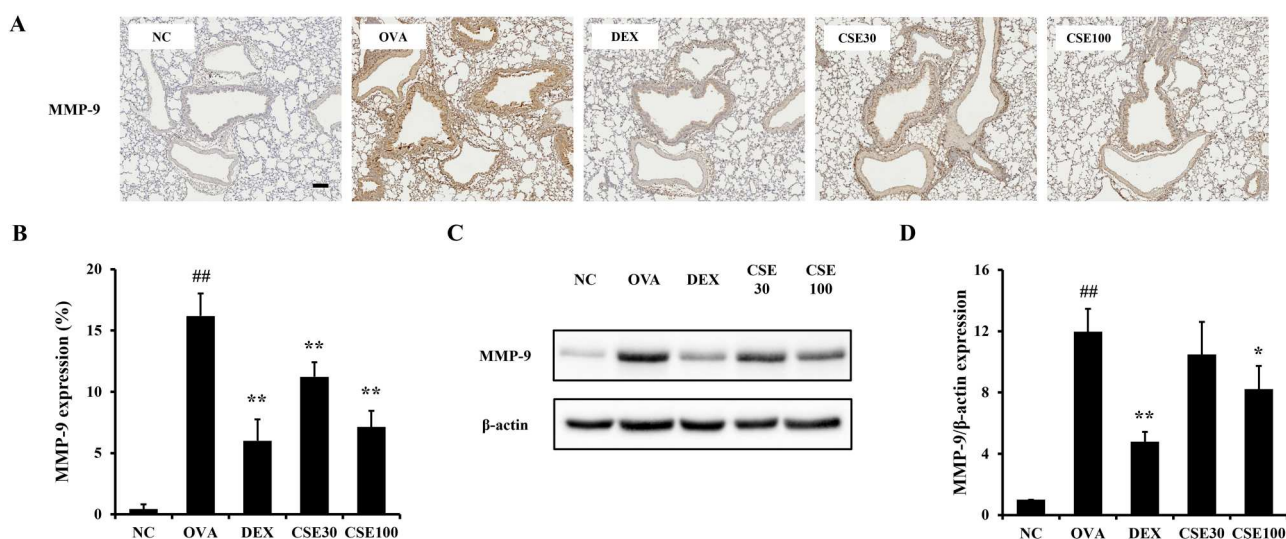 A
NC
OVA
DEX
CSE30
CSE100
MMP-9
B
MMP-9 expression (%)
20
15
10
5
0
##
**
**
**
NC OVA DEX CSE30 CSE100
C
NC OVA DEX CSE 30 CSE 100
MMP-9
β-actin
D
MMP-9/β-actin expression
16
12
8
4
0
##
**
*
NC OVA DEX CSE30 CSE100